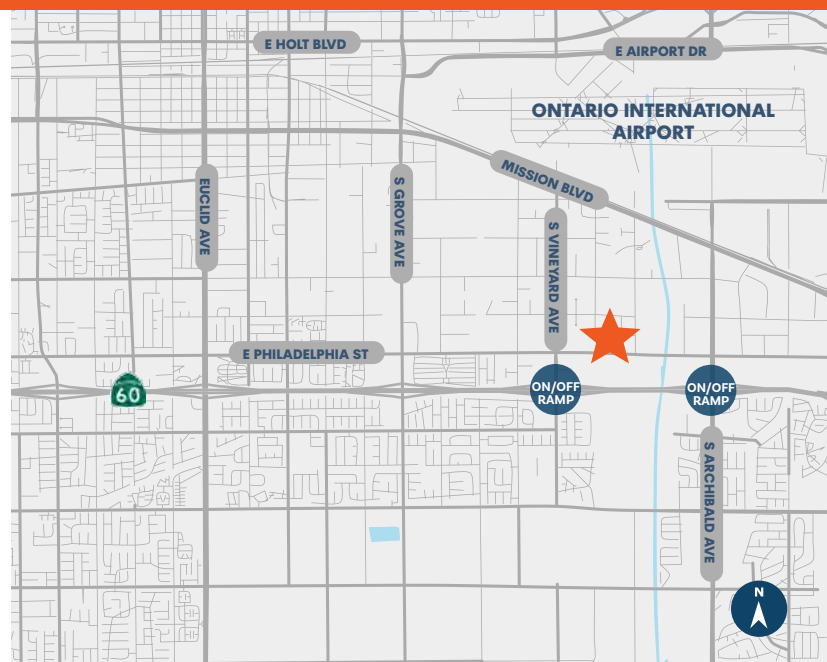 E HOLT BLVD
E AIRPORT DR
ONTARIO INTERNATIONAL
AIRPORT
MISSION BLVD
EUCLID AVE
S GROVE AVE
S VINEYARD AVE
E PHILADELPHIA ST
60
ON/OFF
RAMP
ON/OFF
RAMP
S ARCHIBALD AVE
N